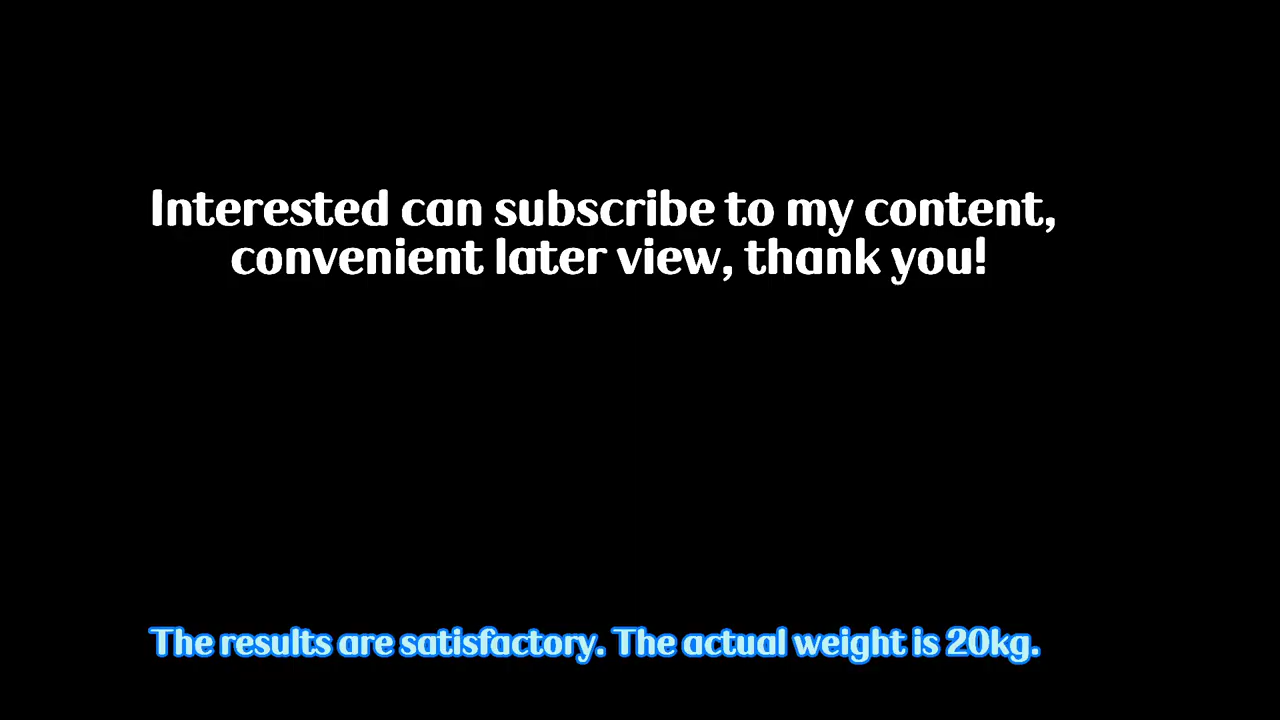 Interested can subscribe to my content,
convenient later view, thank you!
The results are satisfactory. The actual weight is 20kg.